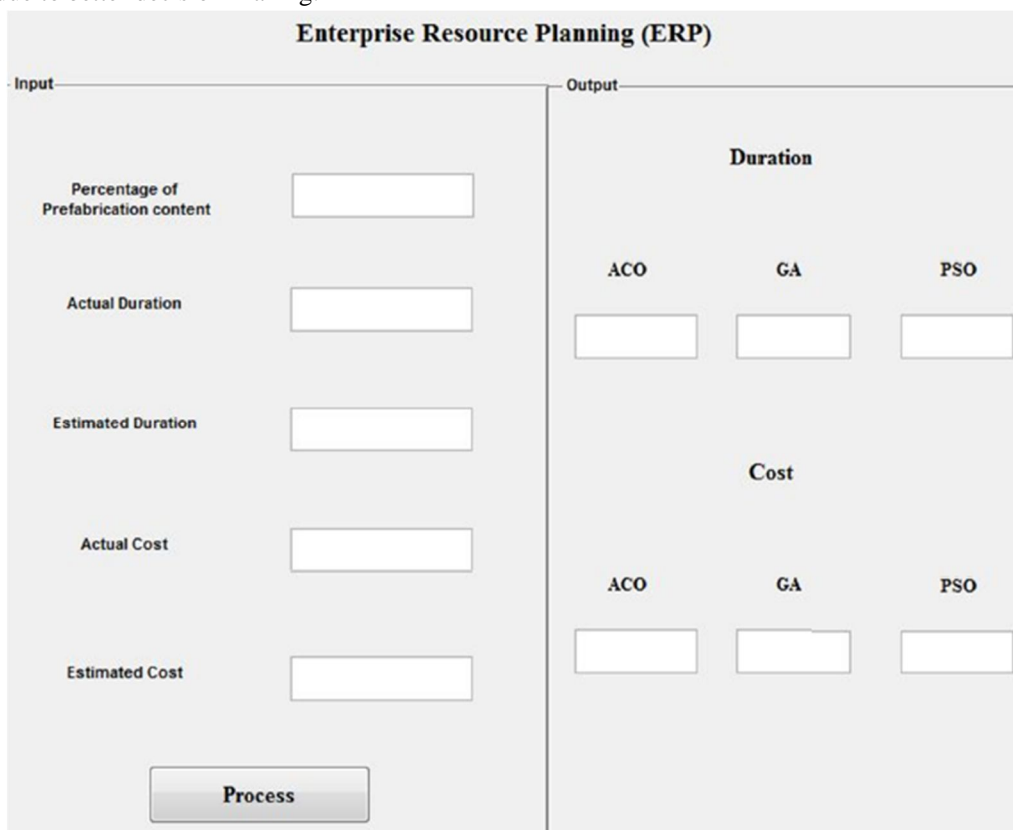 Enterprise Resource Planning (ERP)
Input
Percentage of
Prefabrication content
Actual Duration
Estimated Duration
Actual Cost
Estimated Cost
Process
Output
Duration
ACO GA PSO
Cost
ACO GA PSO